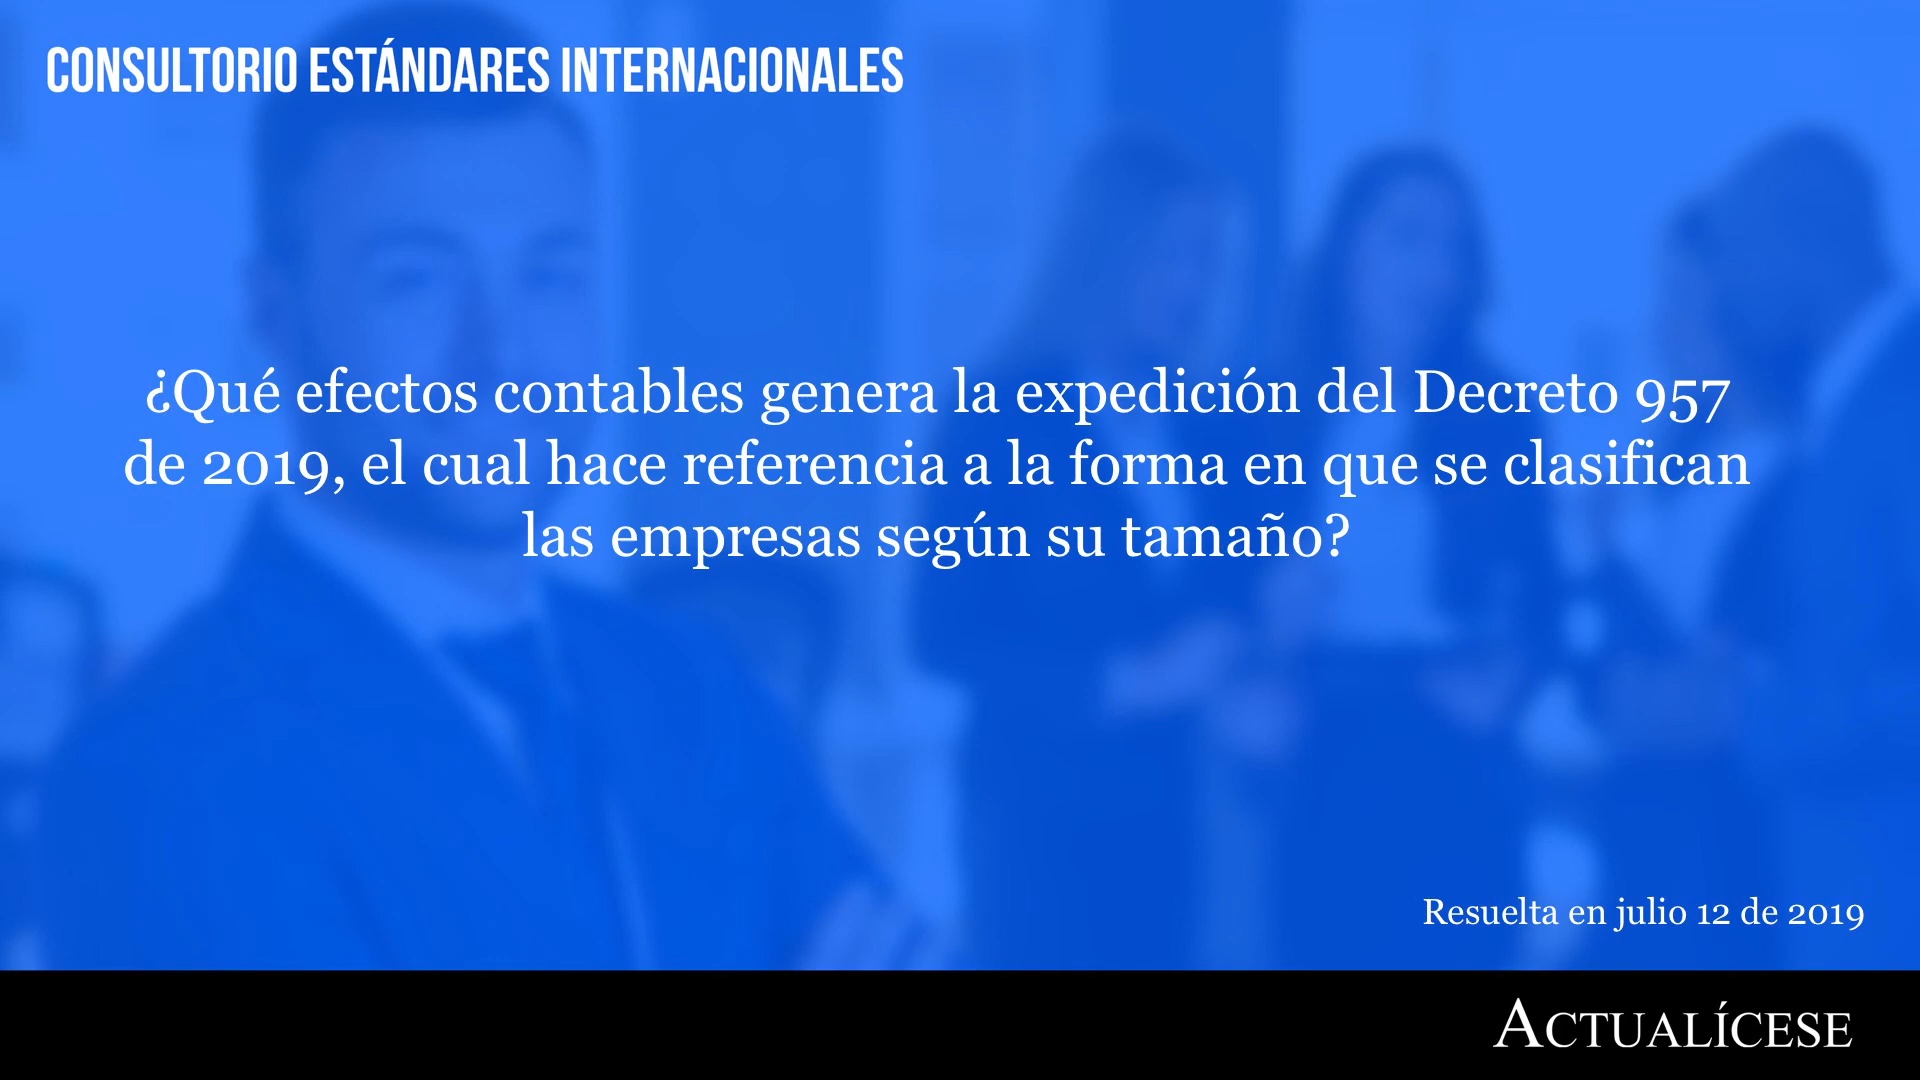 CONSULTORIO ESTÁNDARES INTERNACIONALES
¿Qué efectos contables genera la expedición del Decreto 957
de 2019, el cual hace referencia a la forma en que se clasifican
las empresas según su tamaño?
Resuelta en julio 12 de 2019
ACTUALÍCESE